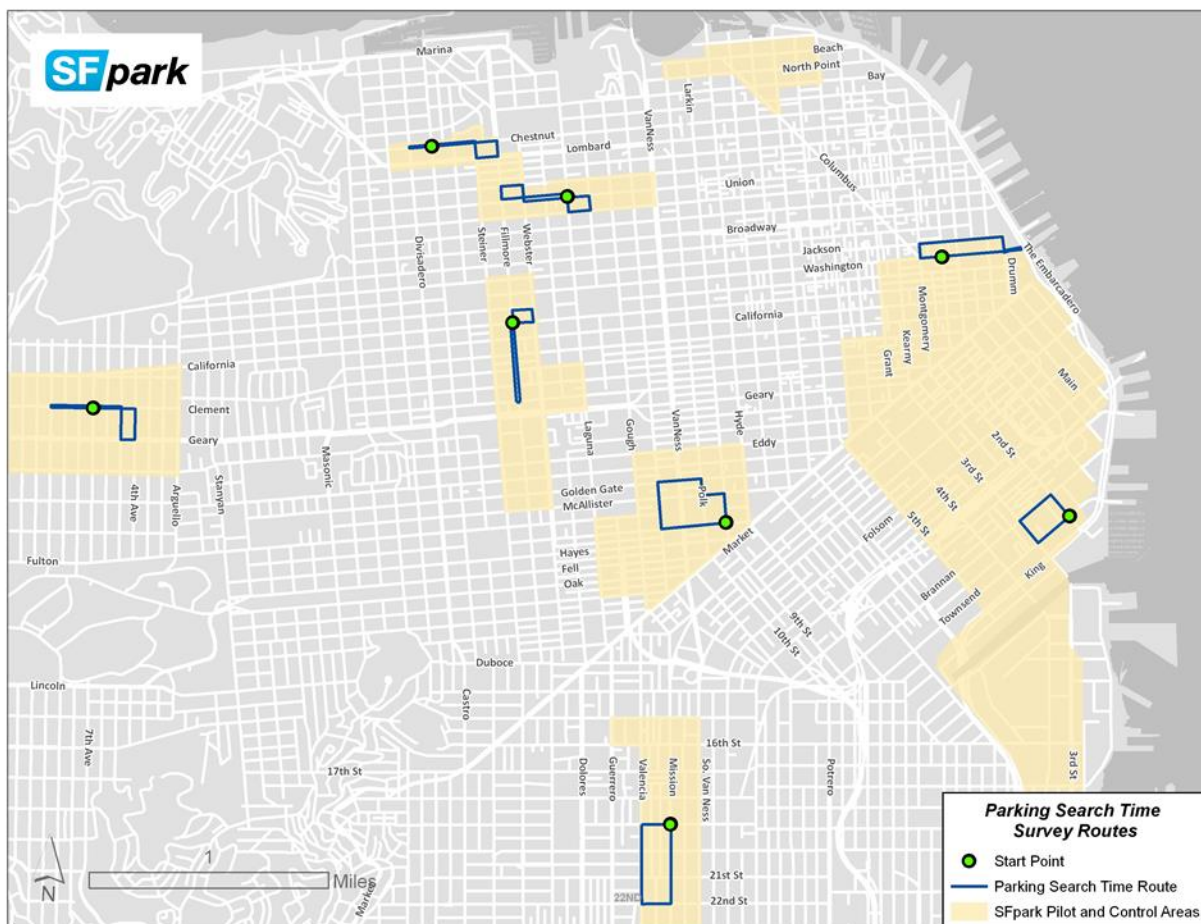 SFpark
Marina
Beach
North Point
Bay
Larkin
VanNess
Chestnut
Lombard
Columbus
Union
Broadway
Divisadero
Steiner
Fillmore
Webster
Jackson
Washington
Drumm
The Embarcadero
California
Montgomery
Kearny
Grant
Main
California
Clement
Geary
Geary
Laguna
Gough
VanNess
Hyde
Eddy
2nd St
3rd St
4th St
5th St
Masonic
4th Ave
Arguello
Stanyan
Golden Gate
McAllister
Polk
Market
Folsom
Fulton
Hayes
Fell
Oak
King
Brannan
Townsend
9th St
10th St
Duboce
Lincoln
Castro
7th Ave
17th St
16th St
Dolores
Guerrero
Valencia
Mission
So. Van Ness
Potrero
3rd St
21st St
22ND
22nd St
Market
N
1
Miles
Parking Search Time
Survey Routes
Start Point
Parking Search Time Route
SFpark Pilot and Control Areas